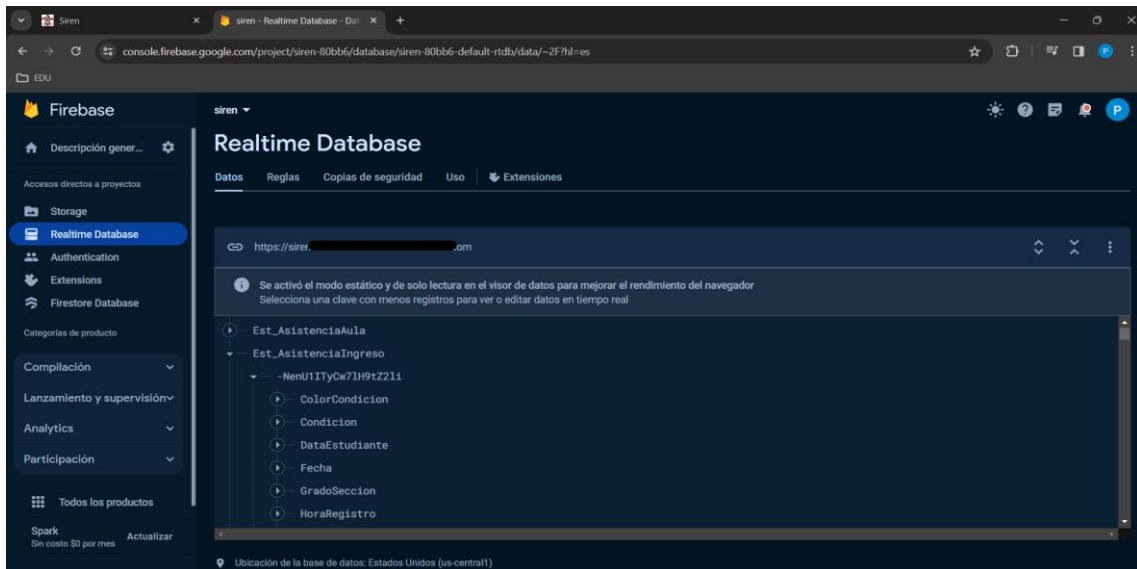 Siren
siren - Realtime Database - Dat
console.firebase.google.com/project/siren-80bb6/database/siren-80bb6-default-rtdb/data/~2F?hl=es
EDU
Firebase
siren
P
Descripción gener...
Realtime Database
Accesos directos a proyectos
Datos Reglas Copias de seguridad Uso Extensiones
Storage
Realtime Database
Authentication
Extensions
Firestore Database
https://siren .com
Se activó el modo estático y de solo lectura en el visor de datos para mejorar el rendimiento del navegador
Selecciona una clave con menos registros para ver o editar datos en tiempo real
Categorías de producto
Compilación
Lanzamiento y supervisión
Analytics
Participación
Todos los productos
Spark
Sin costo $0 por mes
Actualizar
Est_AsistenciaAula
Est_AsistenciaIngreso
-NenU1ITyCw7lH9tZ2li
ColorCondicion
Condicion
DataEstudiante
Fecha
GradoSeccion
HoraRegistro
Ubicación de la base de datos: Estados Unidos (us-central1)